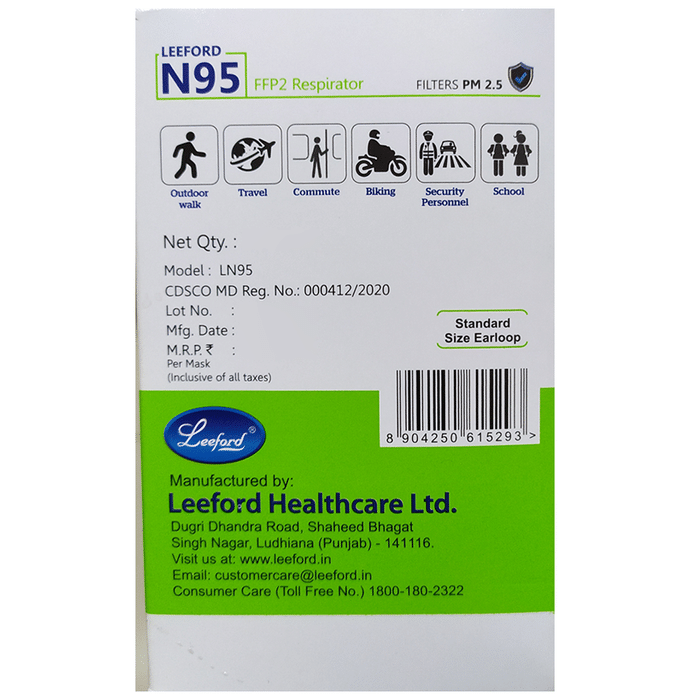 LEEFORD
N95 FFP2 Respirator
FILTERS PM 2.5
Outdoor walk
Travel
Commute
Biking
Security Personnel
School
Net Qty. :
Model : LN95
CDSCO MD Reg. No.: 000412/2020
Lot No. :
Mfg. Date :
M.R.P. ₹ :
Per Mask
(Inclusive of all taxes)
Standard
Size Earloop
8 904250 615293 >
Leeford®
Manufactured by:
Leeford Healthcare Ltd.
Dugri Dhandra Road, Shaheed Bhagat
Singh Nagar, Ludhiana (Punjab) - 141116.
Visit us at: www.leeford.in
Email: customercare@leeford.in
Consumer Care (Toll Free No.) 1800-180-2322